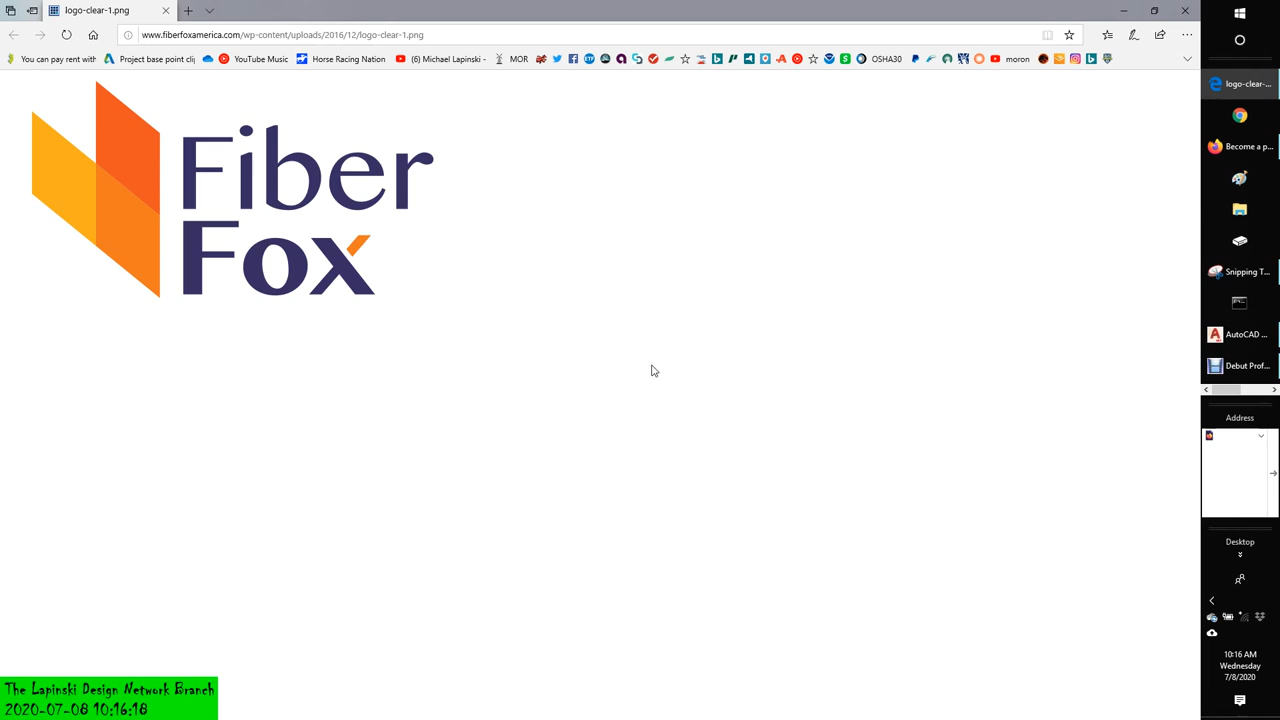 logo-clear-1.png
www.fiberfoxamerica.com/wp-content/uploads/2016/12/logo-clear-1.png
You can pay rent with
Project base point cli
YouTube Music
Horse Racing Nation
(6) Michael Lapinski -
MOR
OSHA30
moron
Fiber
Fox
logo-clear-...
Become a p...
Snipping T...
AutoCAD ...
Debut Prof...
Address
Desktop
10:16 AM
Wednesday
7/8/2020
The Lapinski Design Network Branch
2020-07-08 10:16:18